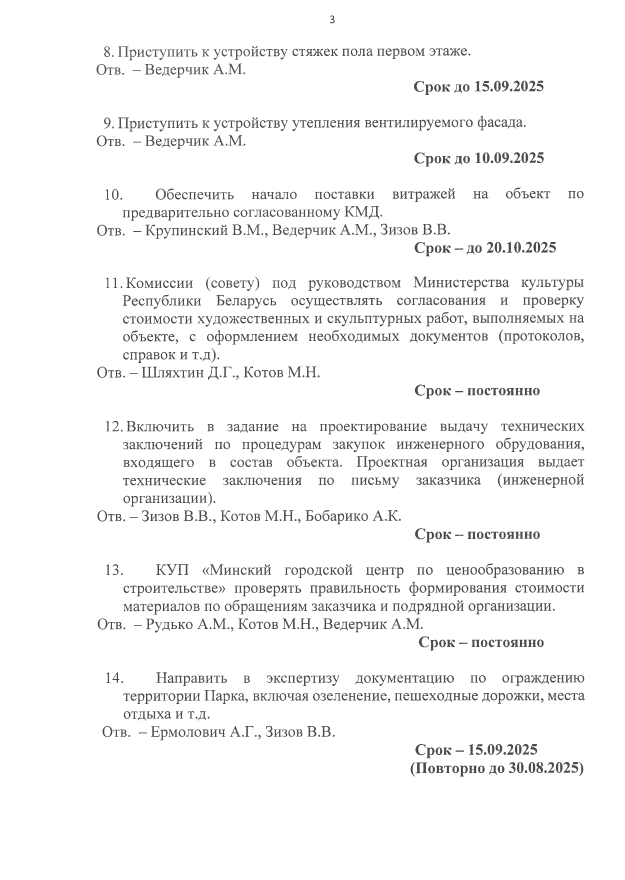 3
8. Приступить к устройству стяжек пола первом этаже.
Отв. – Ведерчик А.М.
Срок до 15.09.2025
9. Приступить к устройству утепления вентилируемого фасада.
Отв. – Ведерчик А.М.
Срок до 10.09.2025
10. Обеспечить начало поставки витражей на объект по
предварительно согласованному КМД.
Отв. – Крупинский В.М., Ведерчик А.М., Зизов В.В.
Срок – до 20.10.2025
11. Комиссии (совету) под руководством Министерства культуры
Республики Беларусь осуществлять согласования и проверку
стоимости художественных и скульптурных работ, выполняемых на
объекте, с оформлением необходимых документов (протоколов,
справок и т.д).
Отв. – Шляхтин Д.Г., Котов М.Н.
Срок – постоянно
12. Включить в задание на проектирование выдачу технических
заключений по процедурам закупок инженерного обрудования,
входящего в состав объекта. Проектная организация выдает
технические заключения по письму заказчика (инженерной
организации).
Отв. – Зизов В.В., Котов М.Н., Бобарико А.К.
Срок – постоянно
13. КУП «Минский городской центр по ценообразованию в
строительстве» проверять правильность формирования стоимости
материалов по обращениям заказчика и подрядной организации.
Отв. – Рудько А.М., Котов М.Н., Ведерчик А.М.
Срок – постоянно
14. Направить в экспертизу документацию по ограждению
территории Парка, включая озеленение, пешеходные дорожки, места
отдыха и т.д.
Отв. – Ермолович А.Г., Зизов В.В.
Срок – 15.09.2025
(Повторно до 30.08.2025)